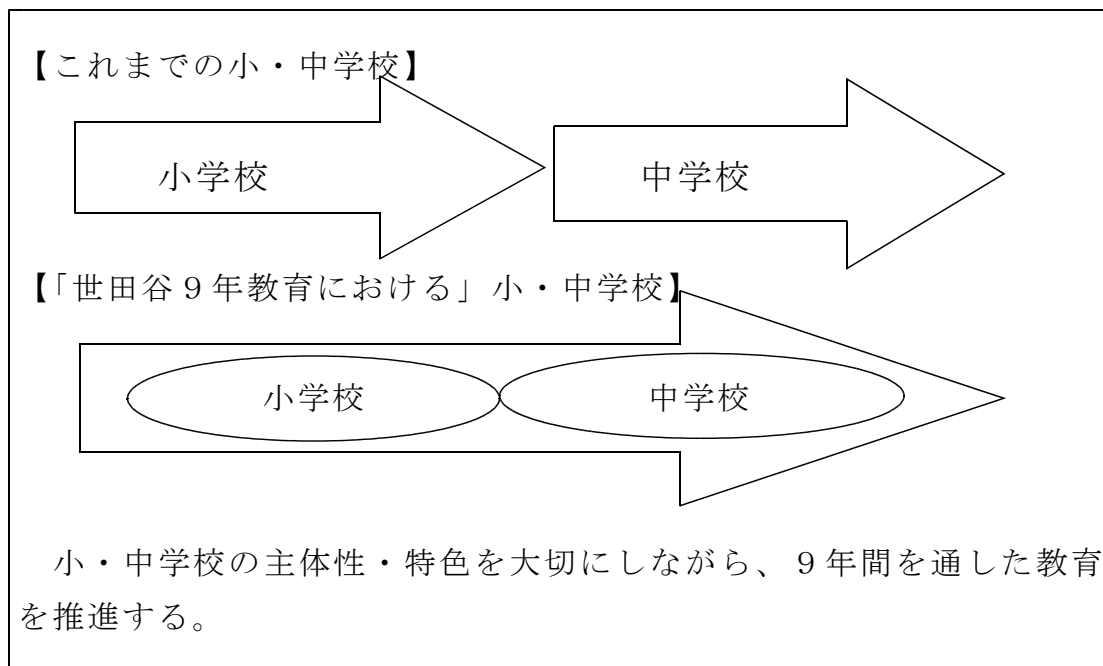 【これまでの小・中学校】
小学校
中学校
【「世田谷９年教育における」小・中学校】
小学校
中学校
小・中学校の主体性・特色を大切にしながら、９年間を通した教育
を推進する。